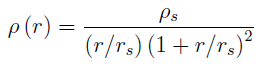 ρ (r) = ρ_s / ((r/r_s) (1 + r/r_s)^2)